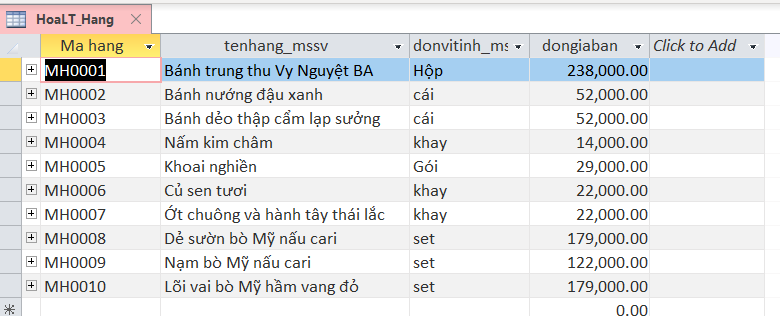 HoaLT_Hang
Ma hang tenhang_mssv donvitinh_ms dongiaban Click to Add
MH0001 Bánh trung thu Vy Nguyệt BA Hộp 238,000.00
MH0002 Bánh nướng đậu xanh cái 52,000.00
MH0003 Bánh dẻo thập cẩm lạp sưởng cái 52,000.00
MH0004 Nấm kim châm khay 14,000.00
MH0005 Khoai nghiền Gói 29,000.00
MH0006 Củ sen tươi khay 22,000.00
MH0007 Ớt chuông và hành tây thái lắc khay 22,000.00
MH0008 Dẻ sườn bò Mỹ nấu cari set 179,000.00
MH0009 Nạm bò Mỹ nấu cari set 122,000.00
MH0010 Lõi vai bò Mỹ hầm vang đỏ set 179,000.00
0.00